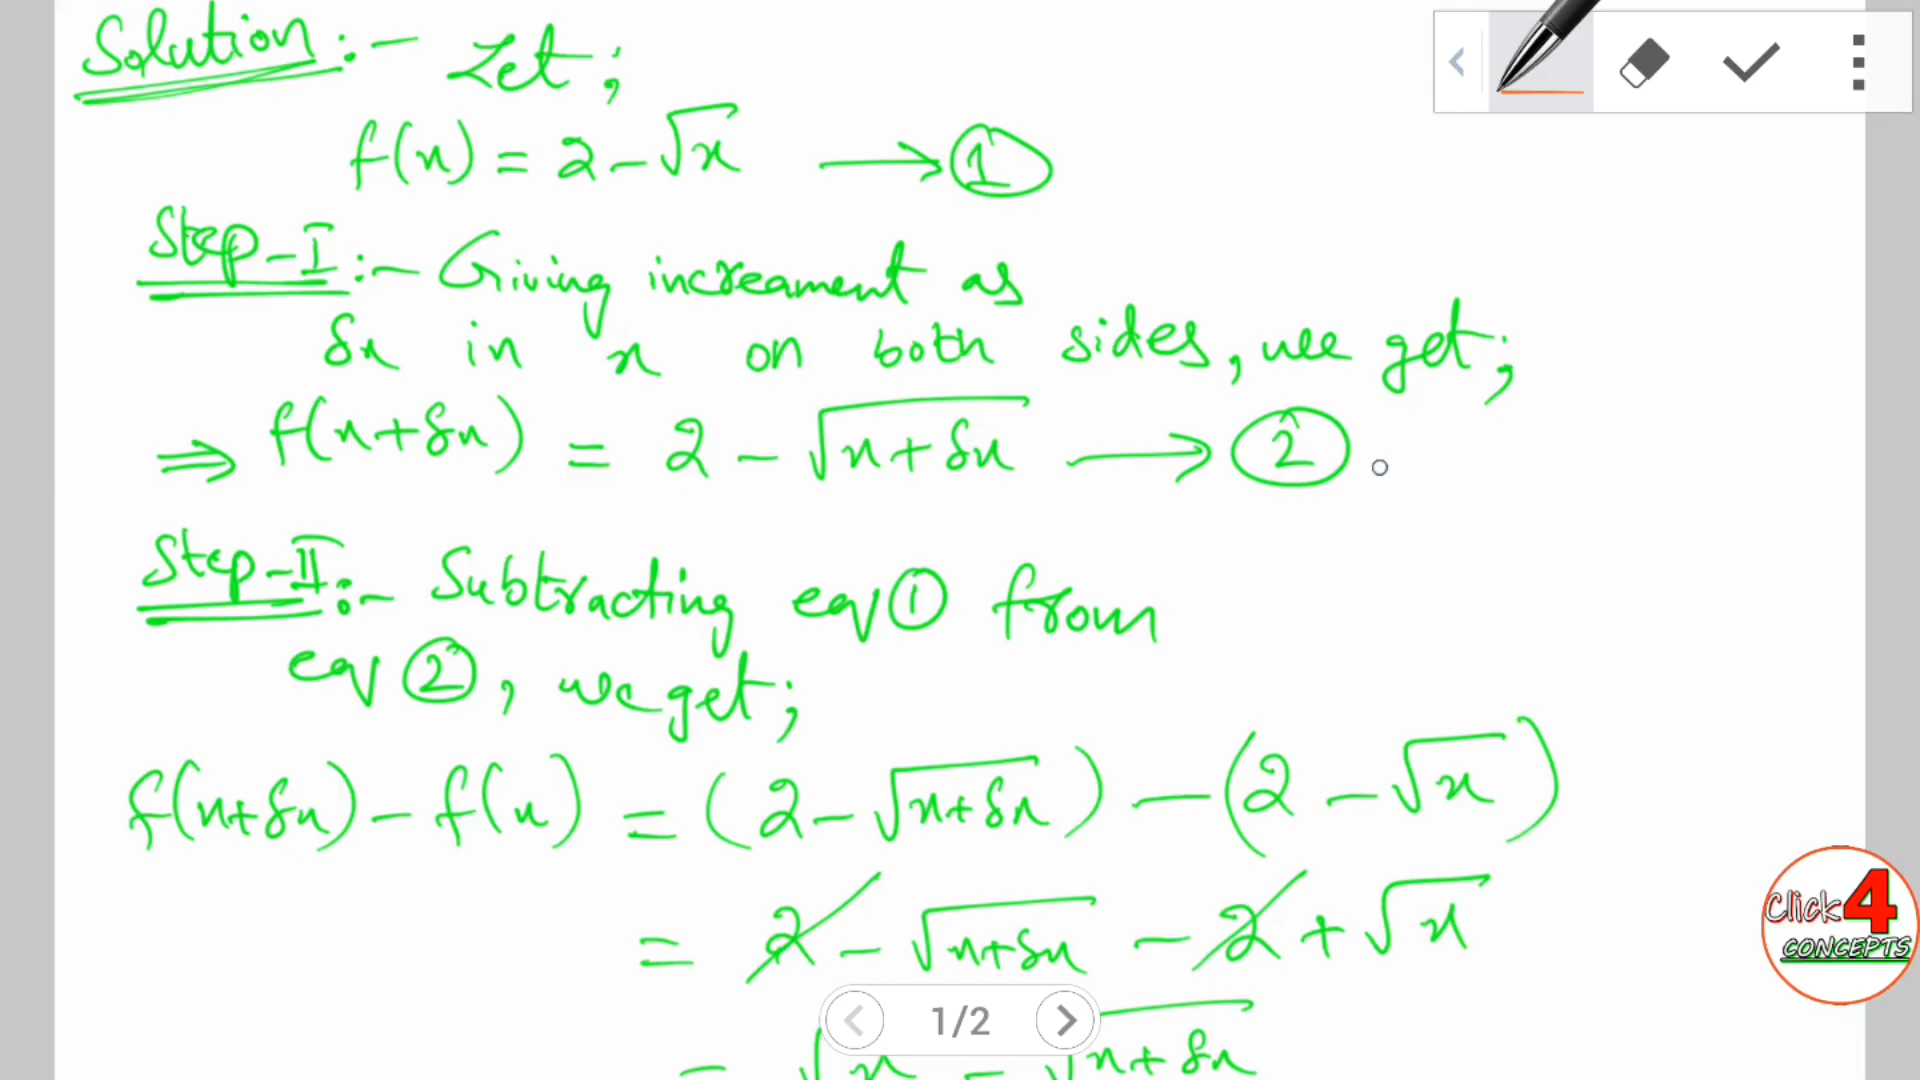 Solution:- Let;
f(x) = 2 - √x → ①
Step-I:- Giving increament as
δx in x on both sides, we get;
⇒ f(x+δx) = 2 - √x+δx → ② .
Step-II:- Subtracting eq ① from
eq ②, we get;
f(x+δx) - f(x) = (2 - √x+δx) - (2 - √x)
= 2 - √x+δx - 2 + √x
= √x - √x+δx
1/2
Click 4
CONCEPTS